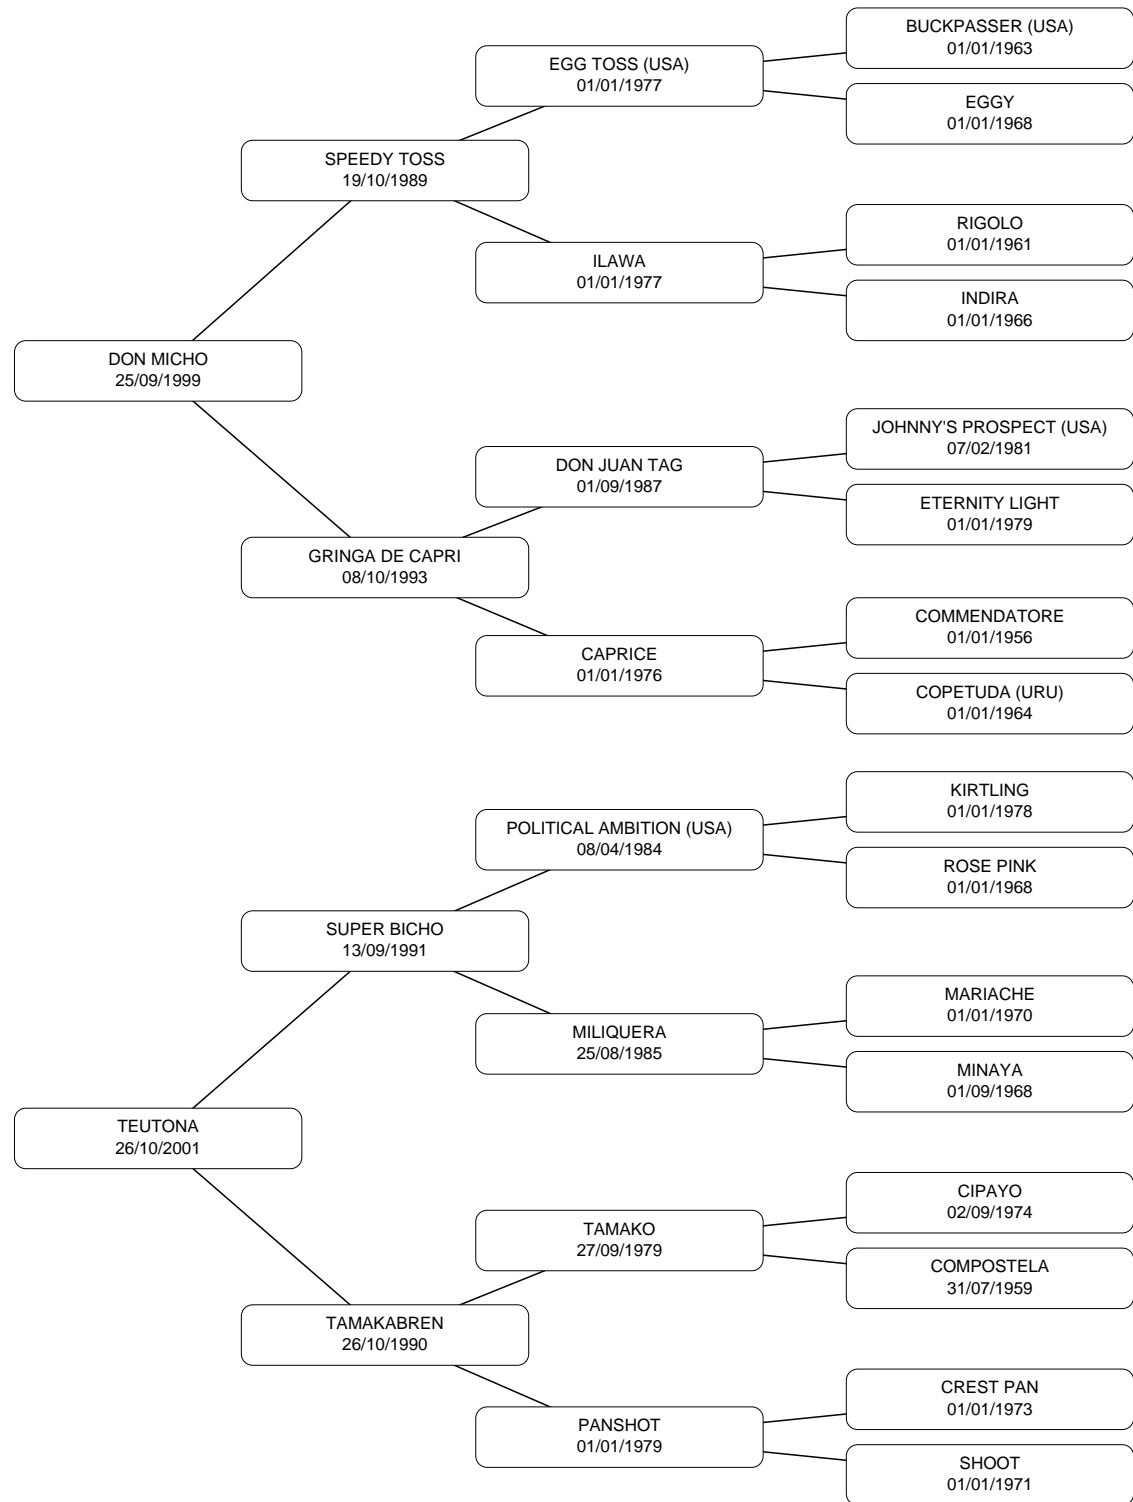 BUCKPASSER (USA)
01/01/1963
EGG TOSS (USA)
01/01/1977
EGGY
01/01/1968
SPEEDY TOSS
19/10/1989
RIGOLO
01/01/1961
ILAWA
01/01/1977
INDIRA
01/01/1966
DON MICHO
25/09/1999
JOHNNY'S PROSPECT (USA)
07/02/1981
DON JUAN TAG
01/09/1987
ETERNITY LIGHT
01/01/1979
GRINGA DE CAPRI
08/10/1993
COMMENDATORE
01/01/1956
CAPRICE
01/01/1976
COPETUDA (URU)
01/01/1964
KIRTLING
01/01/1978
POLITICAL AMBITION (USA)
08/04/1984
ROSE PINK
01/01/1968
SUPER BICHO
13/09/1991
MARIACHE
01/01/1970
MILIQUERA
25/08/1985
MINAYA
01/09/1968
TEUTONA
26/10/2001
CIPAYO
02/09/1974
TAMAKO
27/09/1979
COMPOSTELA
31/07/1959
TAMAKABREN
26/10/1990
CREST PAN
01/01/1973
PANSHOT
01/01/1979
SHOOT
01/01/1971